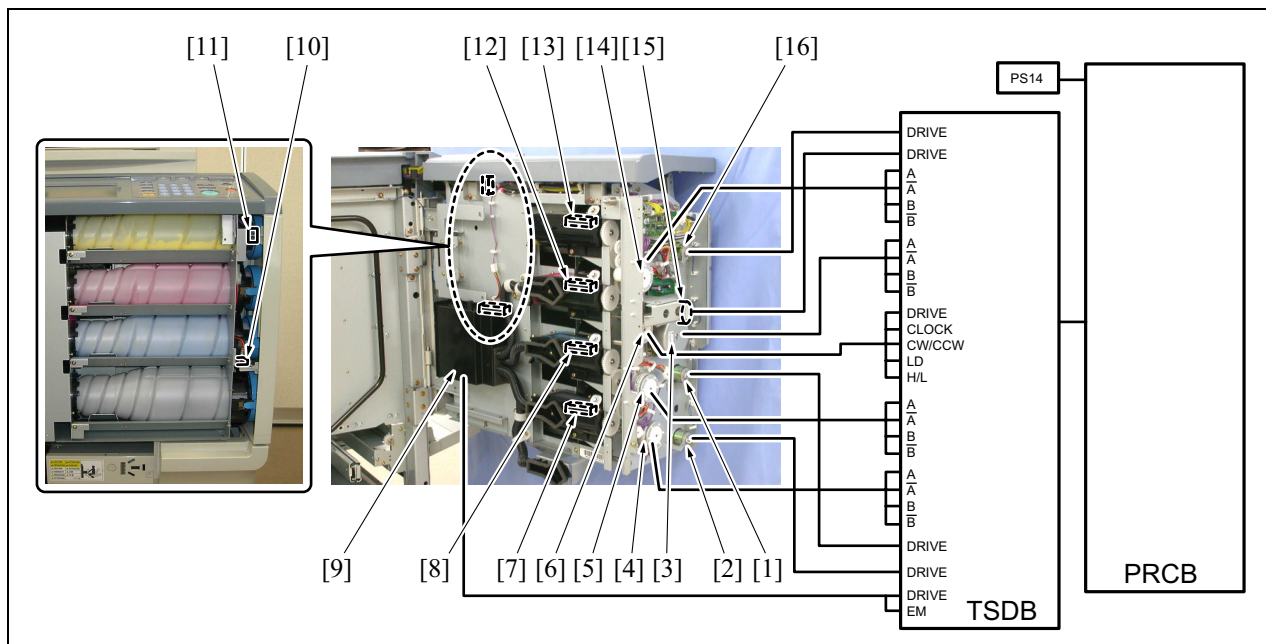 [11]
[10]
[12]
[13]
[14]
[15]
[16]
PS14
DRIVE
DRIVE
A
A̅
B
B̅
A
A̅
B
B̅
DRIVE
CLOCK
CW/CCW
LD
H/L
A
A̅
B
B̅
A
A̅
B
B̅
DRIVE
DRIVE
DRIVE
EM
TSDB
PRCB
[9]
[8]
[7]
[6]
[5]
[4]
[3]
[2]
[1]